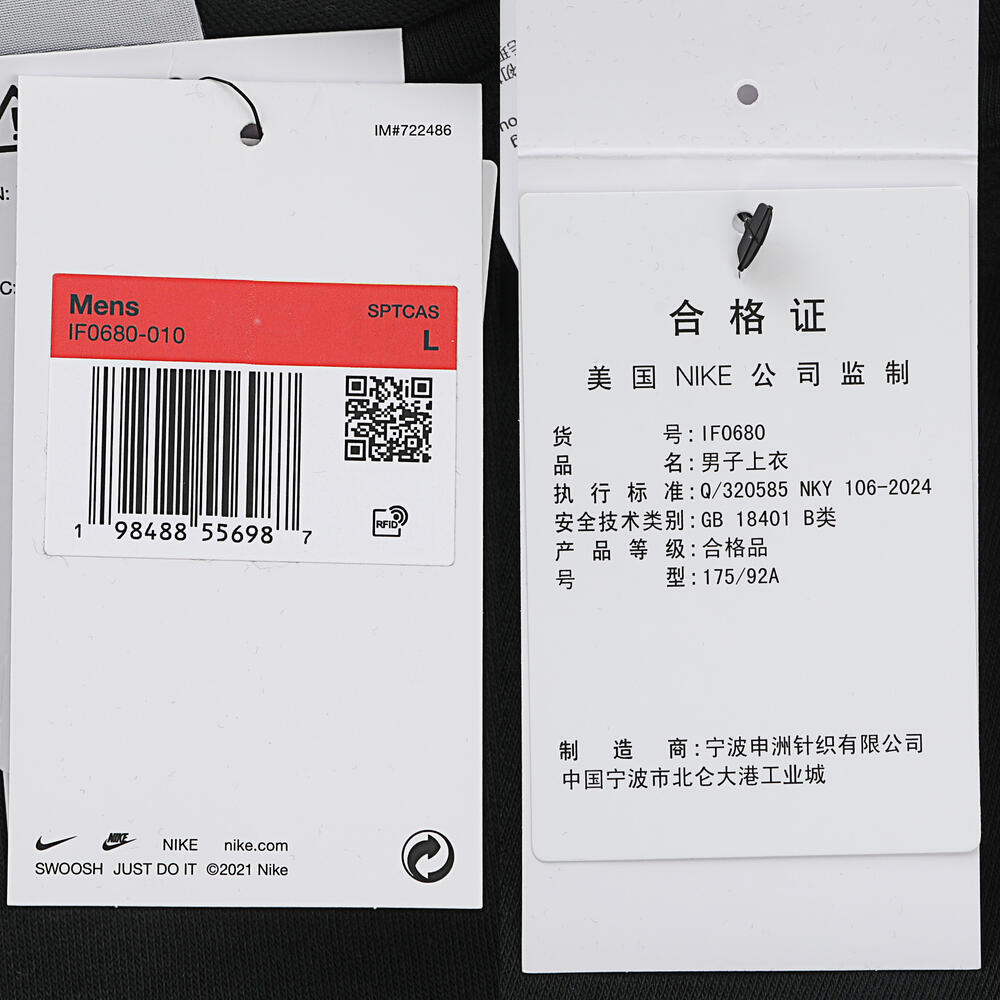 IM#722486
Mens
SPTCAS
IF0680-010
L
1 98488 55698 7
RFID
NIKE
NIKE
nike.com
SWOOSH JUST DO IT ©2021 Nike
N:
C:
合格证
美国 NIKE 公司监制
货号:IF0680
品名:男子上衣
执行标准:Q/320585 NKY 106-2024
安全技术类别:GB 18401 B类
产品等级:合格品
号型:175/92A
制造商:宁波申洲针织有限公司
中国宁波市北仑大港工业城